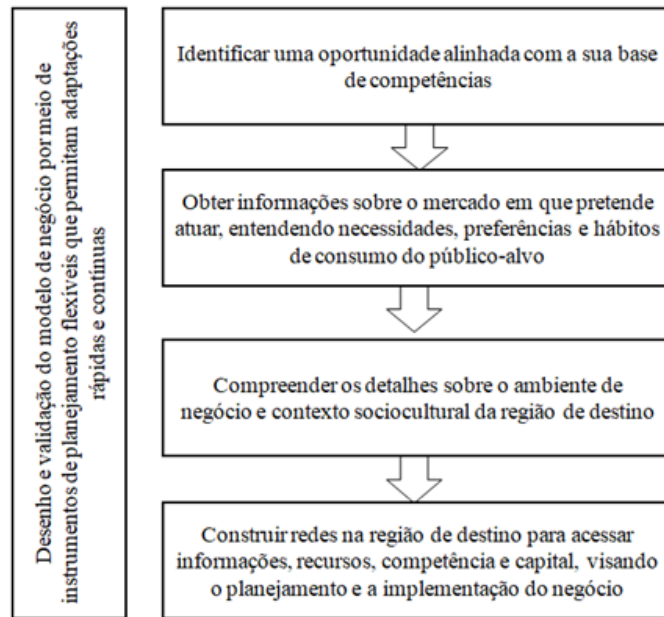 Desenho e validação do modelo de negócio por meio de
instrumentos de planejamento flexíveis que permitam adaptações
rápidas e contínuas
Identificar uma oportunidade alinhada com a sua base
de competências
Obter informações sobre o mercado em que pretende
atuar, entendendo necessidades, preferências e hábitos
de consumo do público-alvo
Compreender os detalhes sobre o ambiente de
negócio e contexto sociocultural da região de destino
Construir redes na região de destino para acessar
informações, recursos, competência e capital, visando
o planejamento e a implementação do negócio